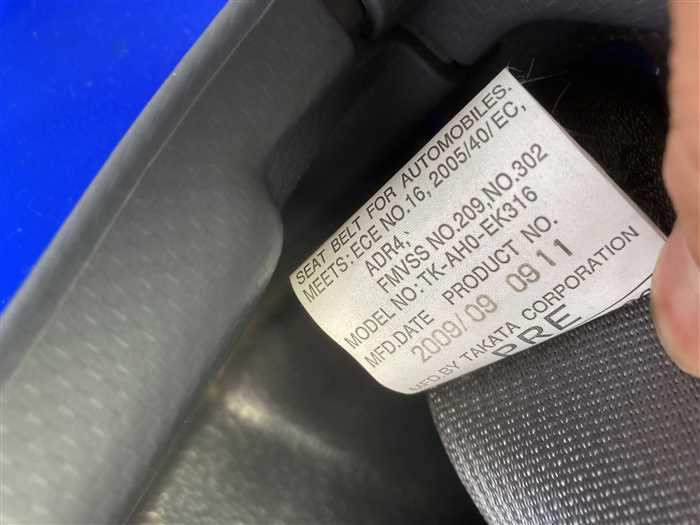 SEAT BELT FOR AUTOMOBILES.
MEETS: ECE NO.16, 2005/40/EC,
ADR4,
FMVSS NO.209,NO.302
MODEL NO: TK-AH0-EK316
MFD.DATE PRODUCT NO.
2009/09 0911
MFD.BY TAKATA CORPORATION
PRE